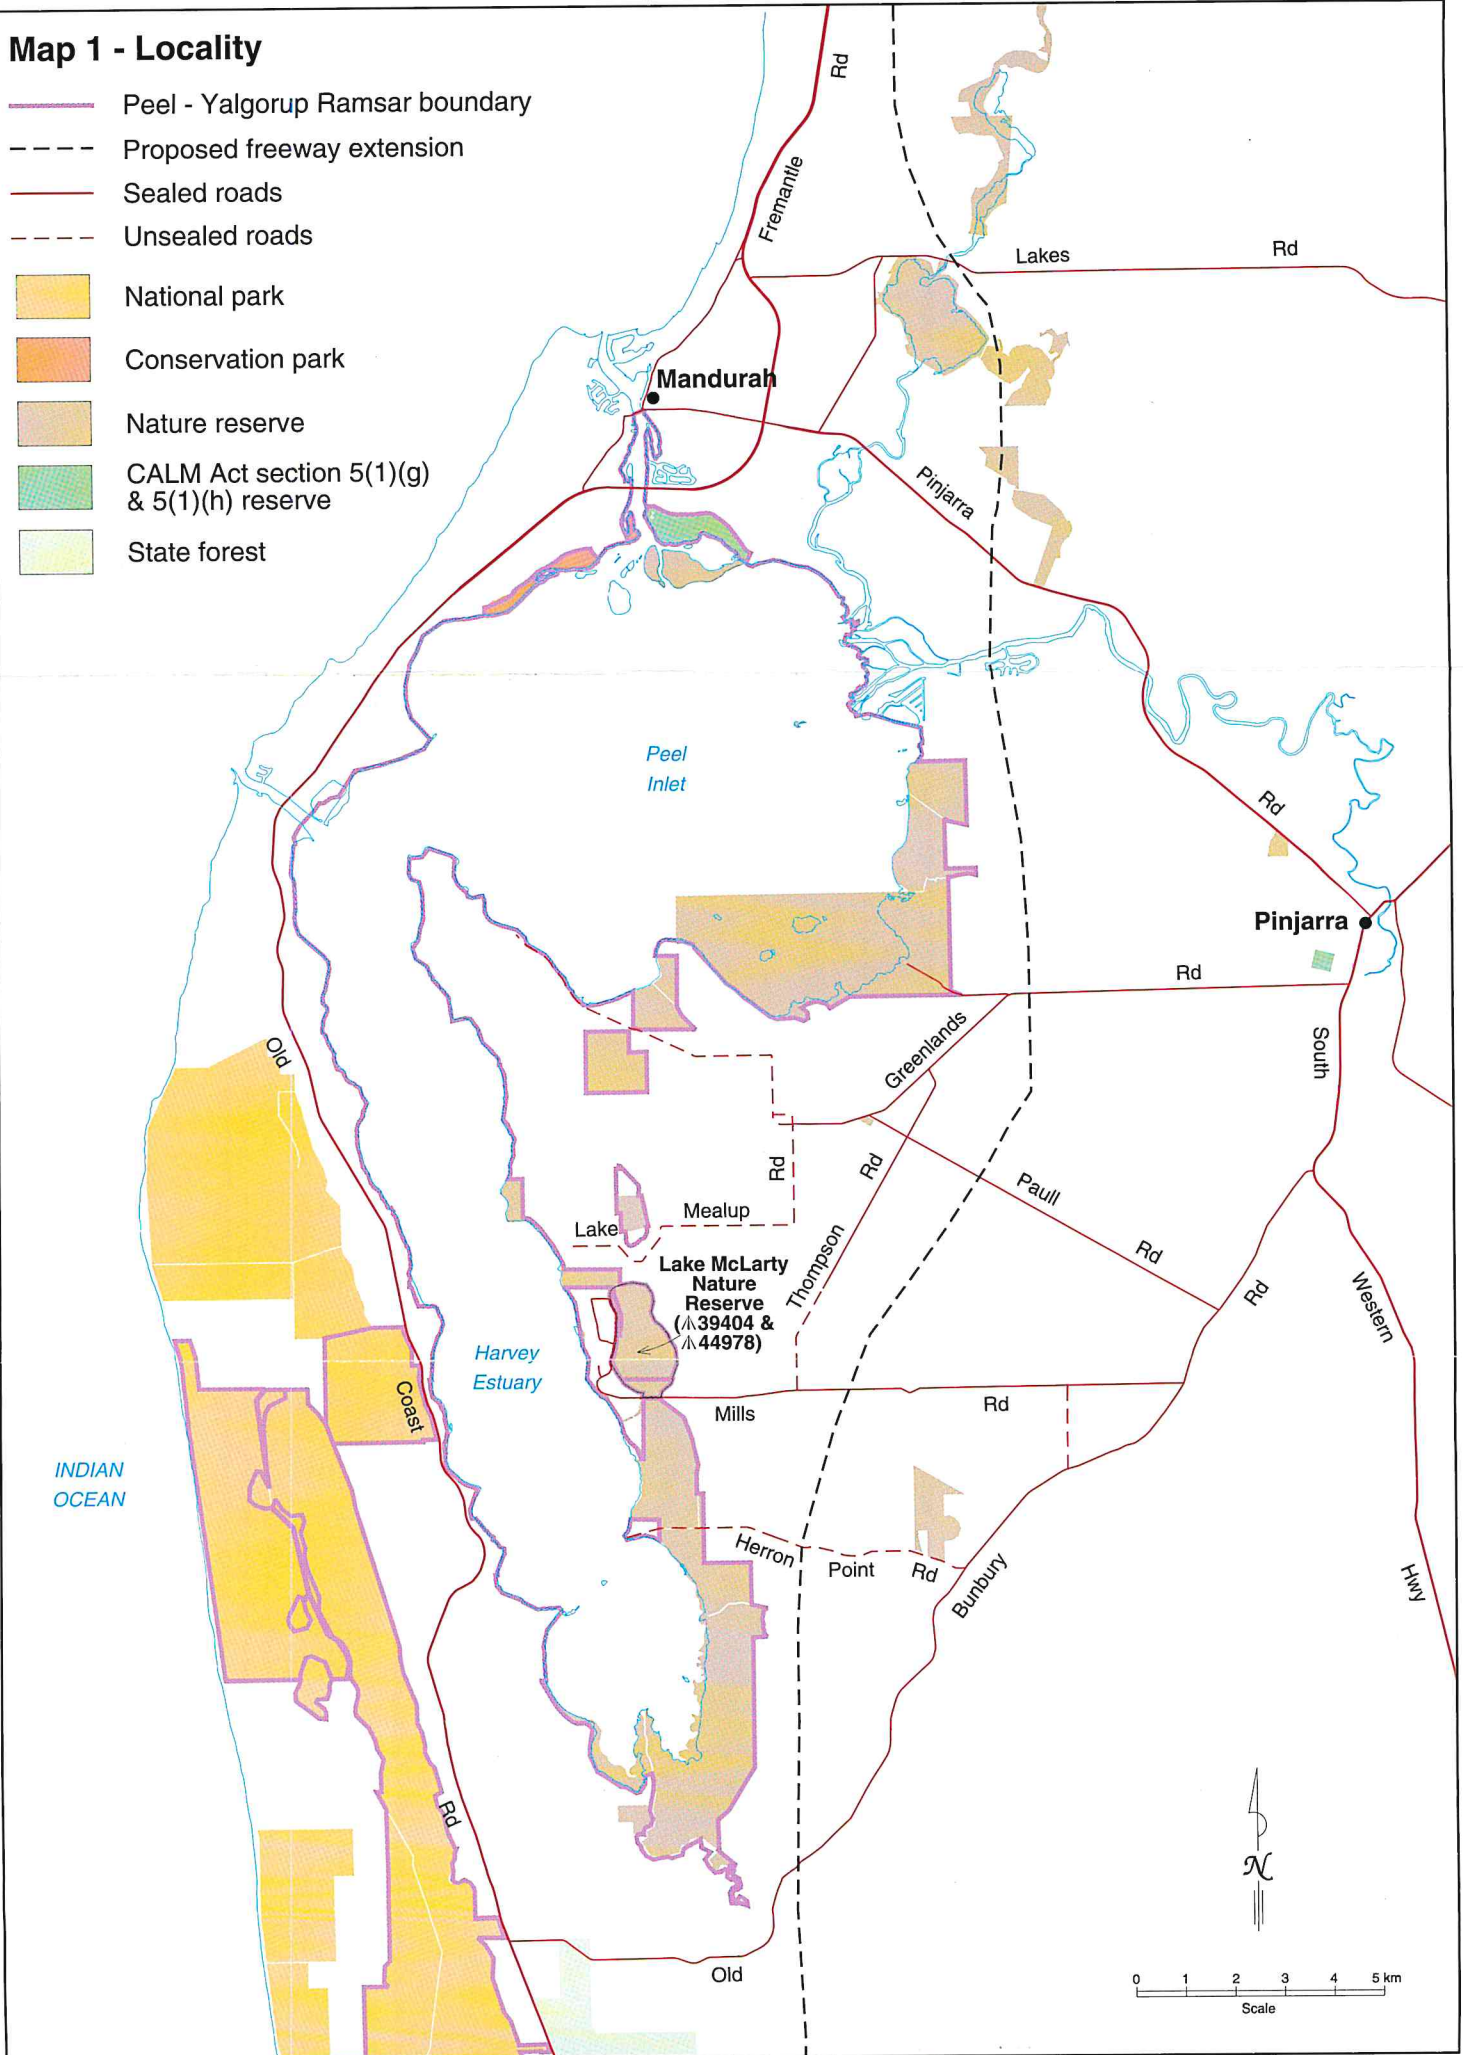 Map 1 - Locality
Peel - Yalgorup Ramsar boundary
Proposed freeway extension
Sealed roads
Unsealed roads
National park
Conservation park
Nature reserve
CALM Act section 5(1)(g)
& 5(1)(h) reserve
State forest
Rd
Fremantle
Lakes
Rd
Mandurah
Pinjarra
Peel
Inlet
Rd
Pinjarra
Rd
Old
Greenlands
South
Rd
Rd
Paull
Lake
Mealup
Rd
Thompson
Lake McLarty
Nature
Reserve
(39404 &
44978)
Rd
Western
Harvey
Estuary
Coast
Mills
Rd
INDIAN
OCEAN
Herron
Point
Rd
Bunbury
Hwy
Rd
N
Old
0 1 2 3 4 5 km
Scale